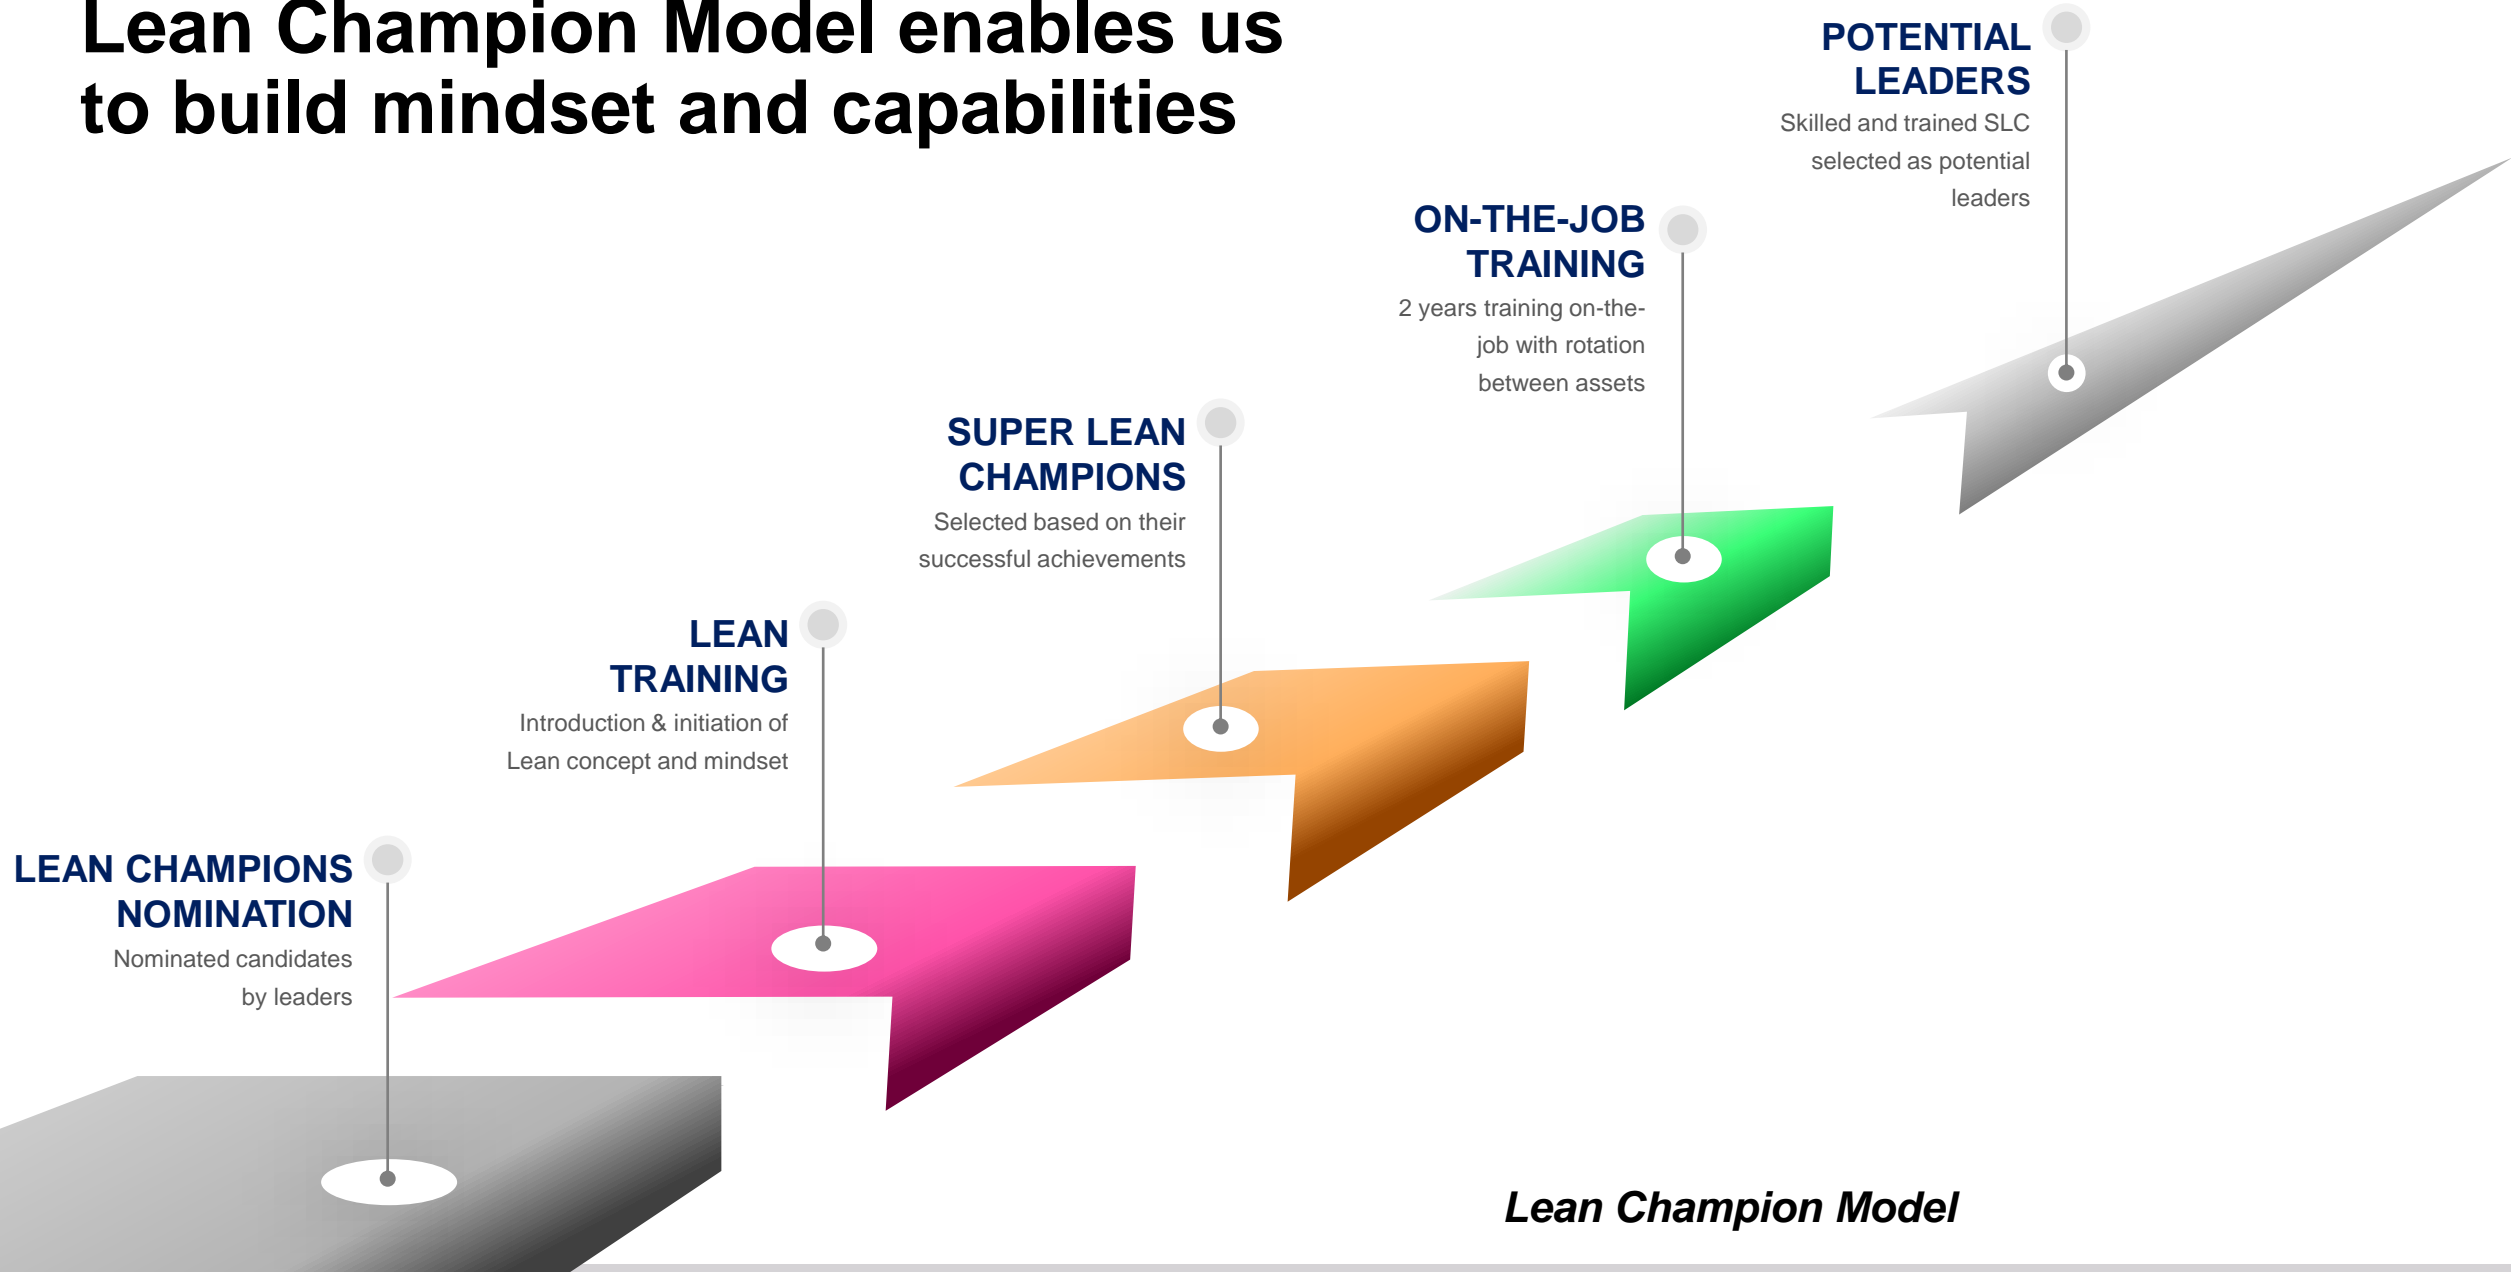 Lean Champion Model enables us
to build mindset and capabilities
POTENTIAL
LEADERS
Skilled and trained SLC
selected as potential
leaders
ON-THE-JOB
TRAINING
2 years training on-the-
job with rotation
between assets
SUPER LEAN
CHAMPIONS
Selected based on their
successful achievements
LEAN
TRAINING
Introduction & initiation of
Lean concept and mindset
LEAN CHAMPIONS
NOMINATION
Nominated candidates
by leaders
Lean Champion Model